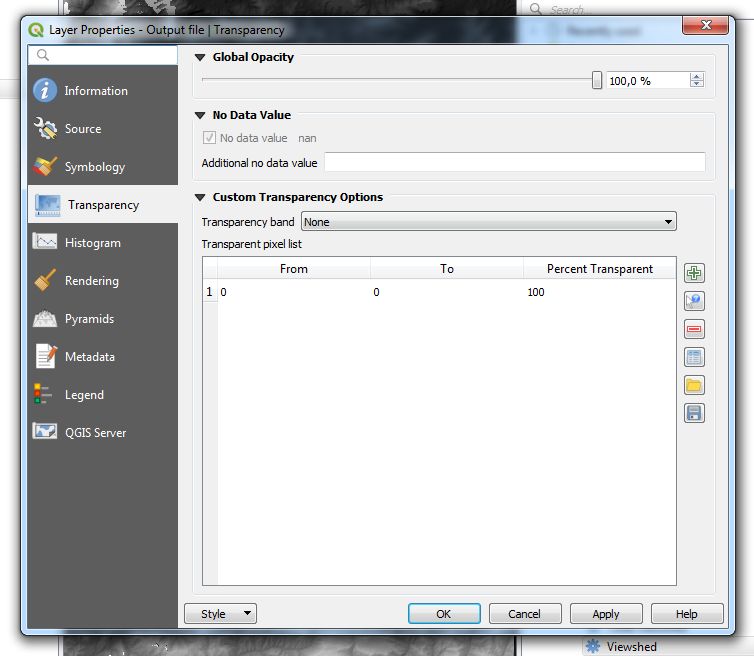 Search...
Layer Properties - Output file | Transparency
Recently used
Information
Source
Symbology
Transparency
Histogram
Rendering
Pyramids
Metadata
Legend
QGIS Server
Global Opacity
100,0 %
No Data Value
No data value nan
Additional no data value
Custom Transparency Options
Transparency band None
Transparent pixel list
From To Percent Transparent
1 0 0 100
Style OK Cancel Apply Help
Viewshed